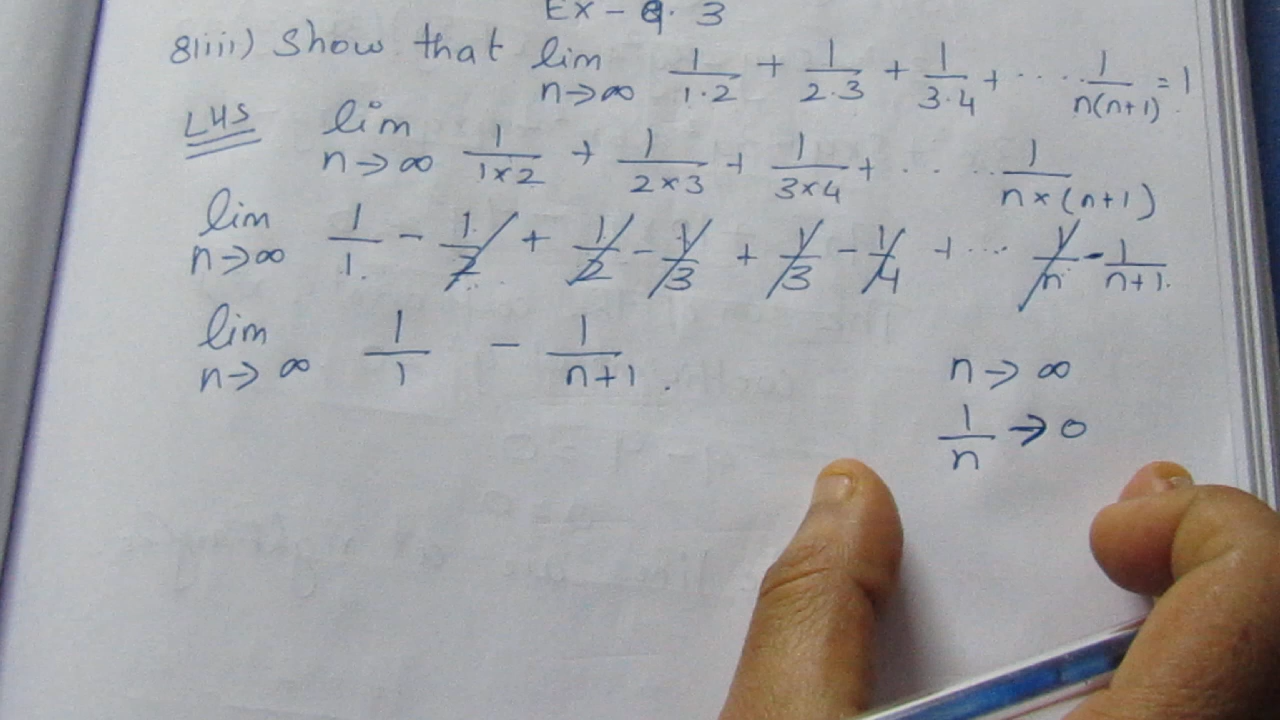 Ex - 9.3
8)iii) Show that lim n→∞ 1/1·2 + 1/2·3 + 1/3·4 + ..... 1/n(n+1) = 1.
LHS lim n→∞ 1/1×2 + 1/2×3 + 1/3×4 + ..... 1/n×(n+1)
lim n→∞ 1/1. - 1/2 + 1/2 - 1/3 + 1/3 - 1/4 + ... 1/n - 1/n+1.
lim n→∞ 1/1 - 1/n+1.
n→∞
1/n → 0